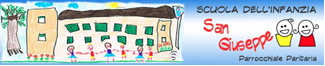 SCUOLA DELL'INFANZIA
San
Giuseppe
Parrocchiale Paritaria